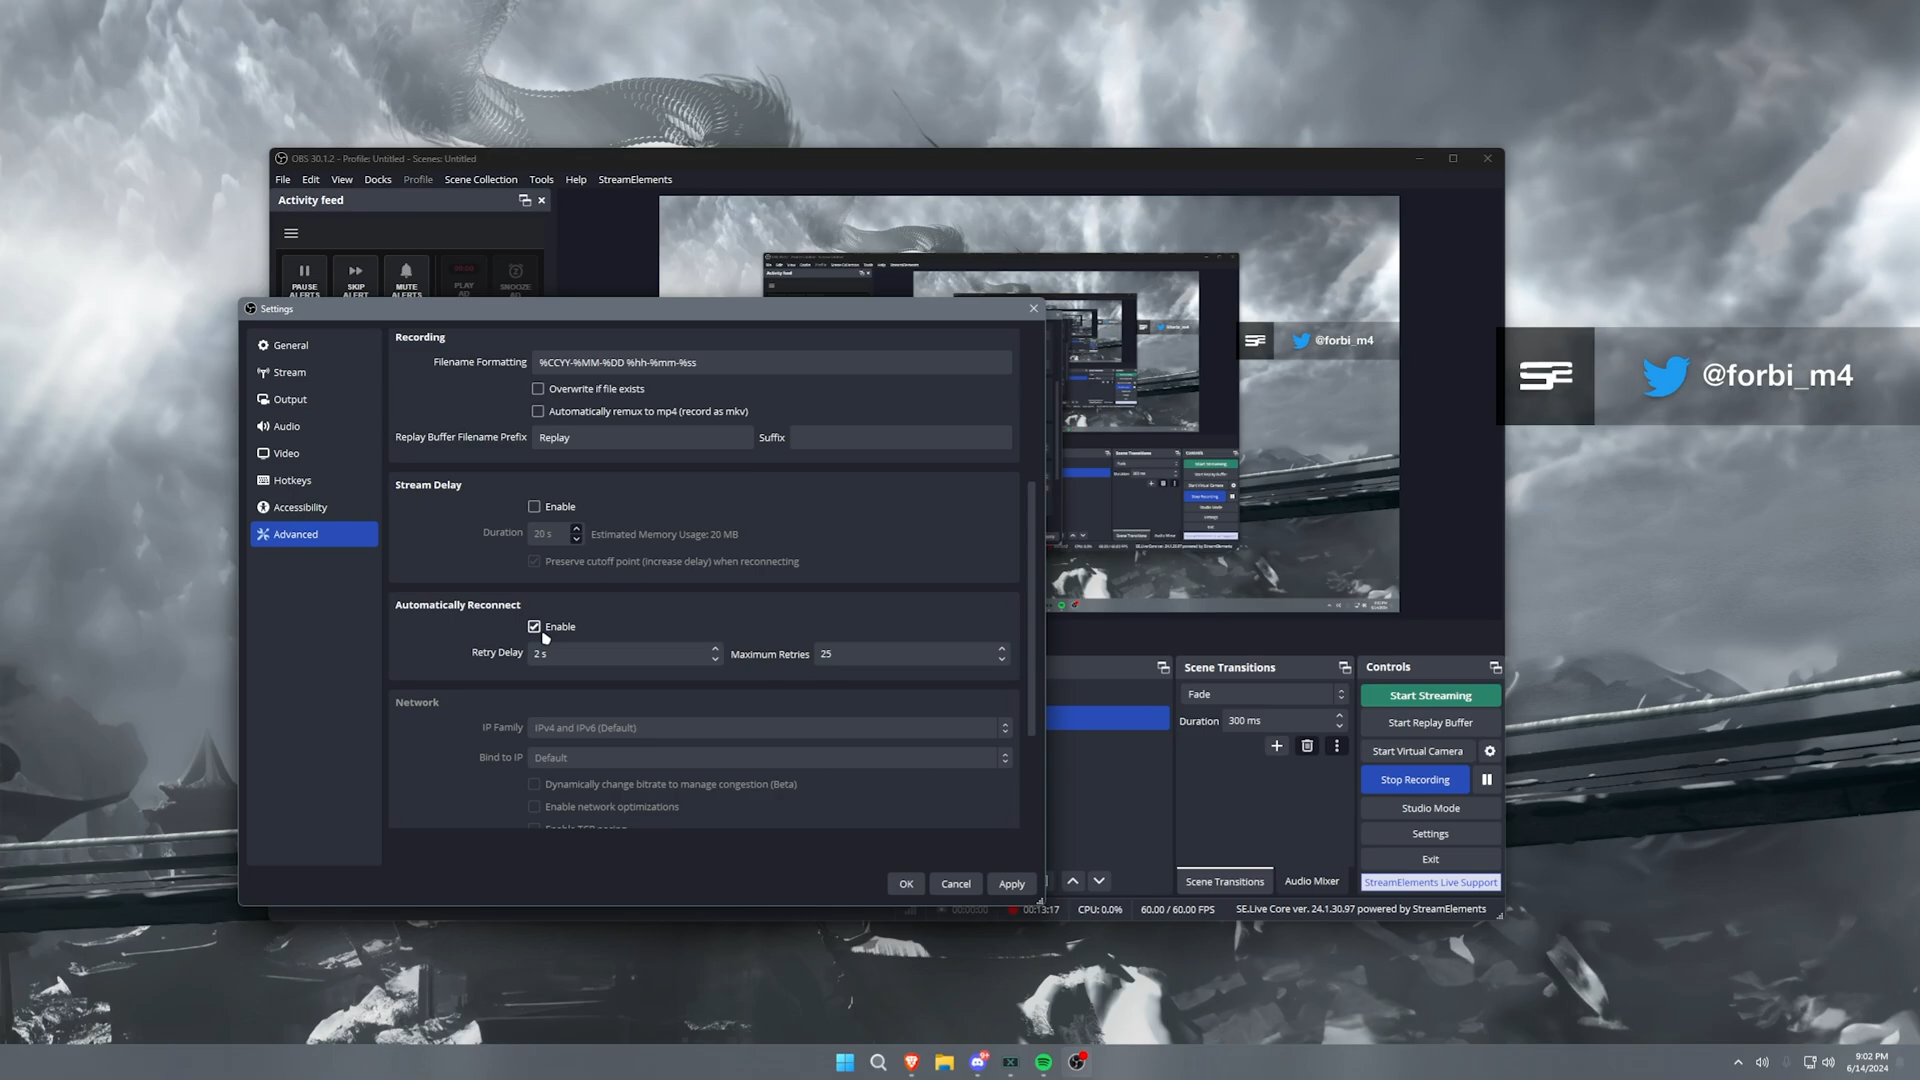 OBS 30.1.2 - Profile: Untitled - Scenes: Untitled
File Edit View Docks Profile Scene Collection Tools Help StreamElements
Activity feed
PAUSE ALERTS
SKIP ALERT
MUTE ALERTS
PLAY AD
SNOOZE AD
Settings
General
Stream
Output
Audio
Video
Hotkeys
Accessibility
Advanced
Recording
Filename Formatting %CCYY-%MM-%DD %hh-%mm-%ss
Overwrite if file exists
Automatically remux to mp4 (record as mkv)
Replay Buffer Filename Prefix Replay Suffix
Stream Delay
Enable
Duration 20 s Estimated Memory Usage: 20 MB
Preserve cutoff point (increase delay) when reconnecting
Automatically Reconnect
Enable
Retry Delay 2 s Maximum Retries 25
Network
IP Family IPv4 and IPv6 (Default)
Bind to IP Default
Dynamically change bitrate to manage congestion (Beta)
Enable network optimizations
OK Cancel Apply
@forbi_m4
@forbi_m4
Scene Transitions
Fade
Duration 300 ms
Scene Transitions Audio Mixer
Controls
Start Streaming
Start Replay Buffer
Start Virtual Camera
Stop Recording
Studio Mode
Settings
Exit
StreamElements Live Support
00:00:00 00:13:17 CPU: 0.0% 60.00 / 60.00 FPS SE.Live Core ver. 24.1.30.97 powered by StreamElements
9:02 PM
6/14/2024